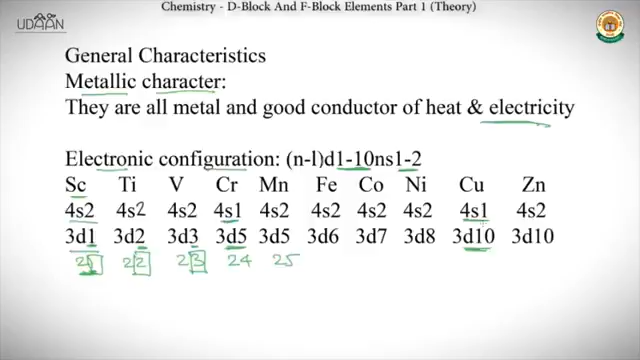 Chemistry - D-Block And F-Block Elements Part 1 (Theory)
UDAAN
General Characteristics
Metallic character:
They are all metal and good conductor of heat & electricity
Electronic configuration: (n-l)d1-10ns1-2
Sc Ti V Cr Mn Fe Co Ni Cu Zn
4s2 4s2 4s2 4s1 4s2 4s2 4s2 4s2 4s1 4s2
3d1 3d2 3d3 3d5 3d5 3d6 3d7 3d8 3d10 3d10
21 22 23 24 25